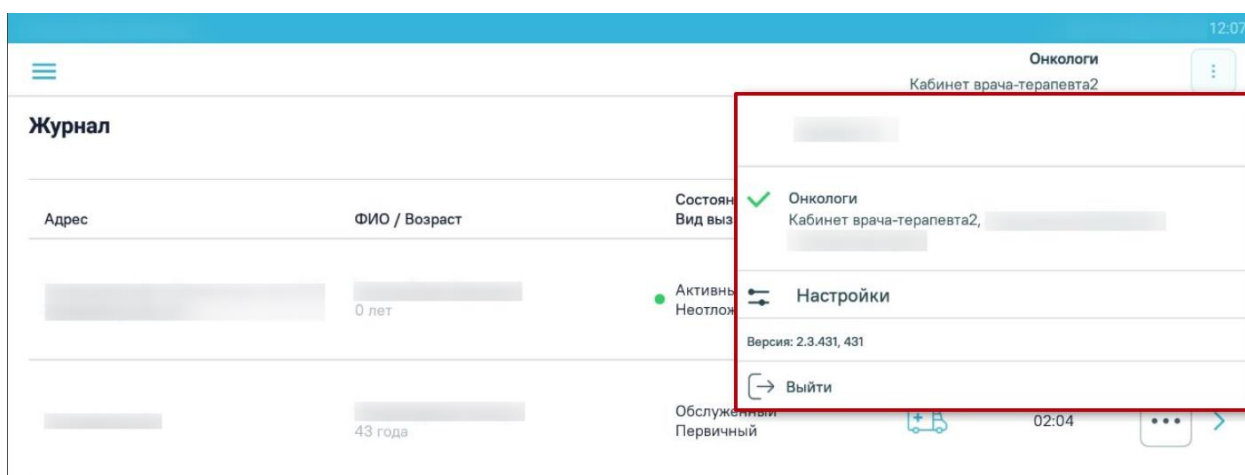 12:07
Онкологи
Кабинет врача-терапевта2
Журнал
Адрес
ФИО / Возраст
Состоян
Вид выз
Онкологи
Кабинет врача-терапевта2,
0 лет
Активны
Неотлож
Настройки
Версия: 2.3.431, 431
Выйти
43 года
Обслуженный
Первичный
02:04